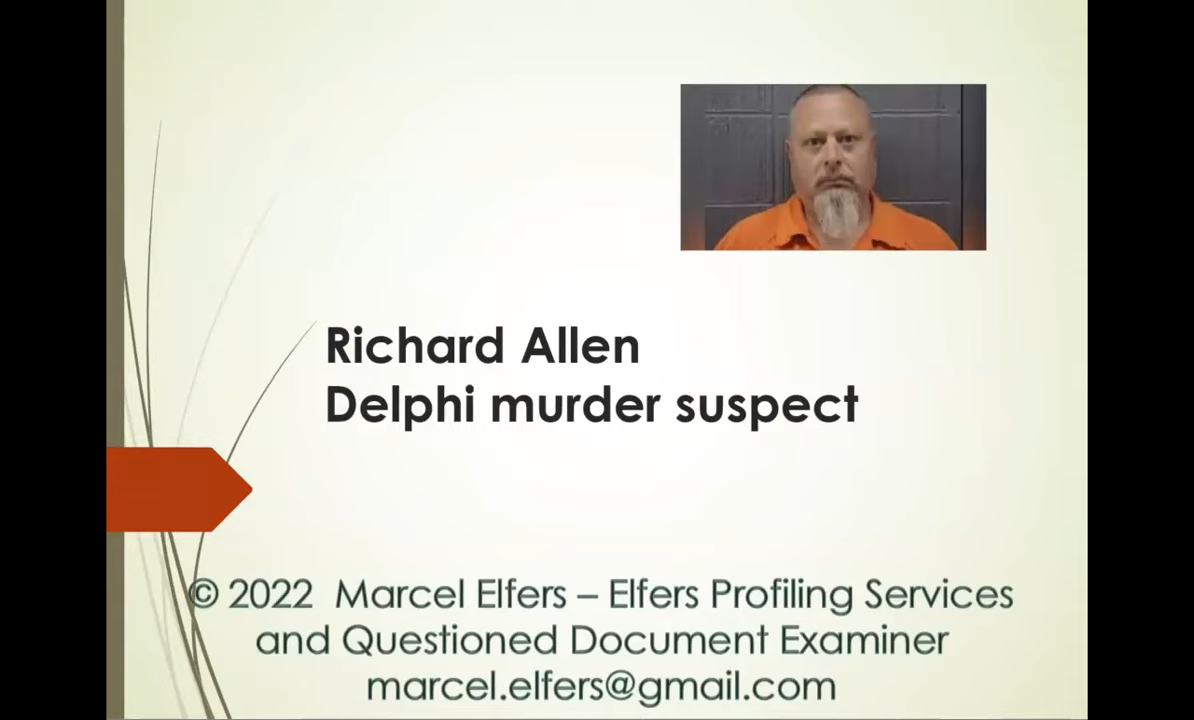 Richard Allen
Delphi murder suspect
© 2022 Marcel Elfers – Elfers Profiling Services
and Questioned Document Examiner
marcel.elfers@gmail.com